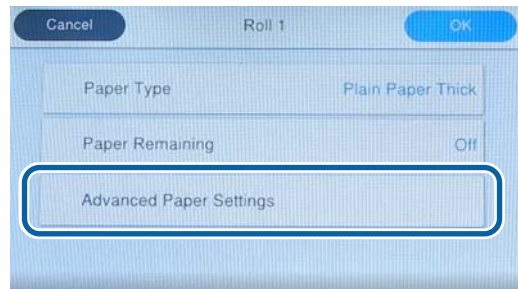 Cancel Roll 1 OK
Paper Type Plain Paper Thick
Paper Remaining Off
Advanced Paper Settings